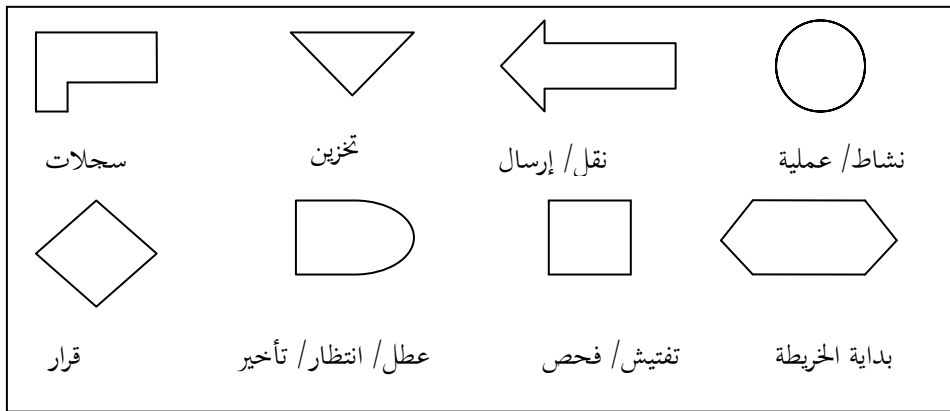 نشاط/ عملية
نقل/ إرسال
تخزين
سجلات
بداية الخريطة
تفتيش/ فحص
عطل/ انتظار/ تأخير
قرار